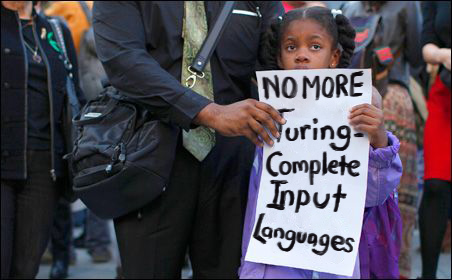 NO MORE
Turing-
Complete
Input
Languages